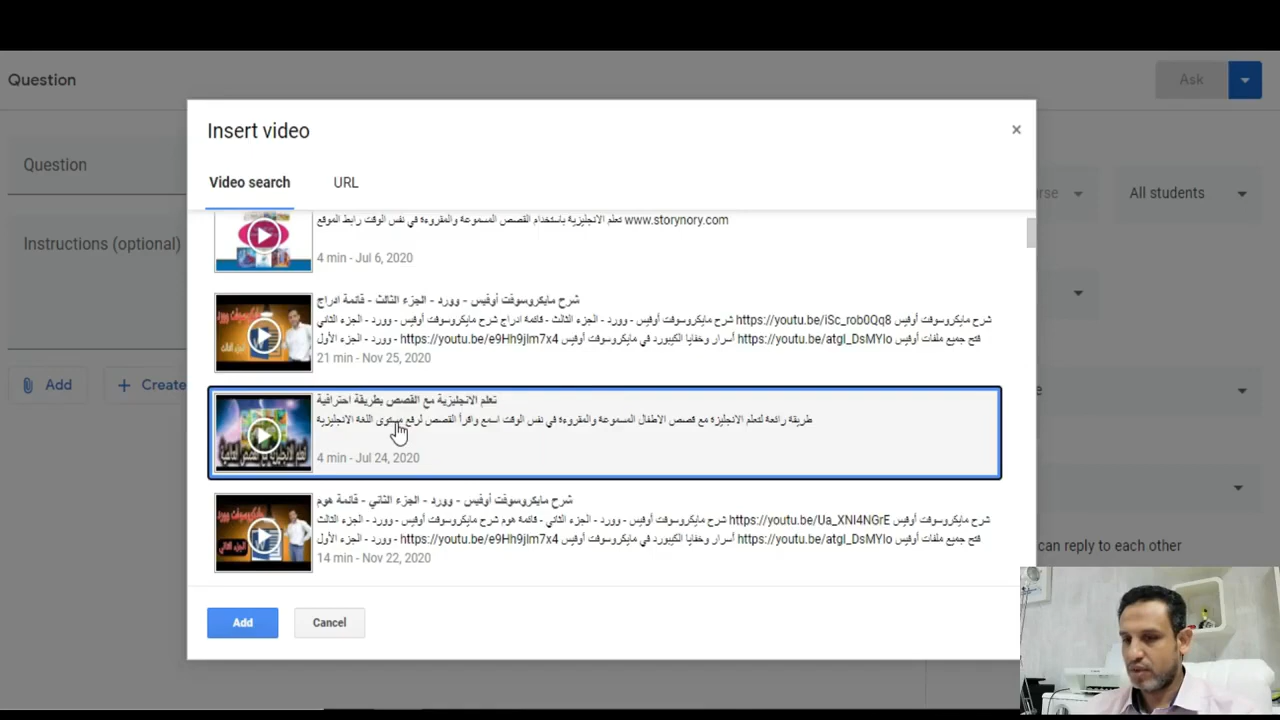 Question
Ask
Insert video
×
Question
Video search
URL
rse
All students
تعلم الانجليزية باستخدام القصص المسموعة والمقروءة في نفس الوقت رابط الموقع www.storynory.com
Instructions (optional)
4 min - Jul 6, 2020
شرح مايكروسوفت أوفيس - وورد - الجزء الثالث - قائمة ادراج
شرح مايكروسوفت أوفيس - وورد - الجزء الثالث - قائمة ادراج شرح مايكروسوفت أوفيس - وورد - الجزء الثاني https://youtu.be/iSc_rob0Qq8 شرح مايكروسوفت أوفيس
- وورد - الجزء الأول https://youtu.be/e9Hh9jIm7x4 أسرار وخفايا الكيبورد في مايكروسوفت أوفيس https://youtu.be/atgI_DsMYIo فتح جميع ملفات أوفيس
21 min - Nov 25, 2020
Add
Create
تعلم الانجليزية مع القصص بطريقة احترافية
طريقة رائعة لتعلم الانجليزة مع قصص الاطفال المسموعة والمقروءة في نفس الوقت اسمع واقرأ القصص لرفع مستوى اللغة الانجليزية
4 min - Jul 24, 2020
شرح مايكروسوفت أوفيس - وورد - الجزء الثاني - قائمة هوم
شرح مايكروسوفت أوفيس - وورد - الجزء الثاني - قائمة هوم شرح مايكروسوفت أوفيس - وورد - الجزء الثالث https://youtu.be/Ua_XNI4NGrE شرح مايكروسوفت أوفيس
- وورد - الجزء الأول https://youtu.be/e9Hh9jIm7x4 أسرار وخفايا الكيبورد في مايكروسوفت أوفيس https://youtu.be/atgI_DsMYIo فتح جميع ملفات أوفيس
14 min - Nov 22, 2020
can reply to each other
Add
Cancel